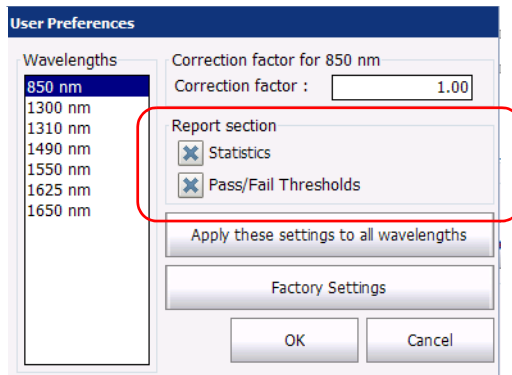 User Preferences
Wavelengths
850 nm
1300 nm
1310 nm
1490 nm
1550 nm
1625 nm
1650 nm
Correction factor for 850 nm
Correction factor : 1.00
Report section
Statistics
Pass/Fail Thresholds
Apply these settings to all wavelengths
Factory Settings
OK Cancel